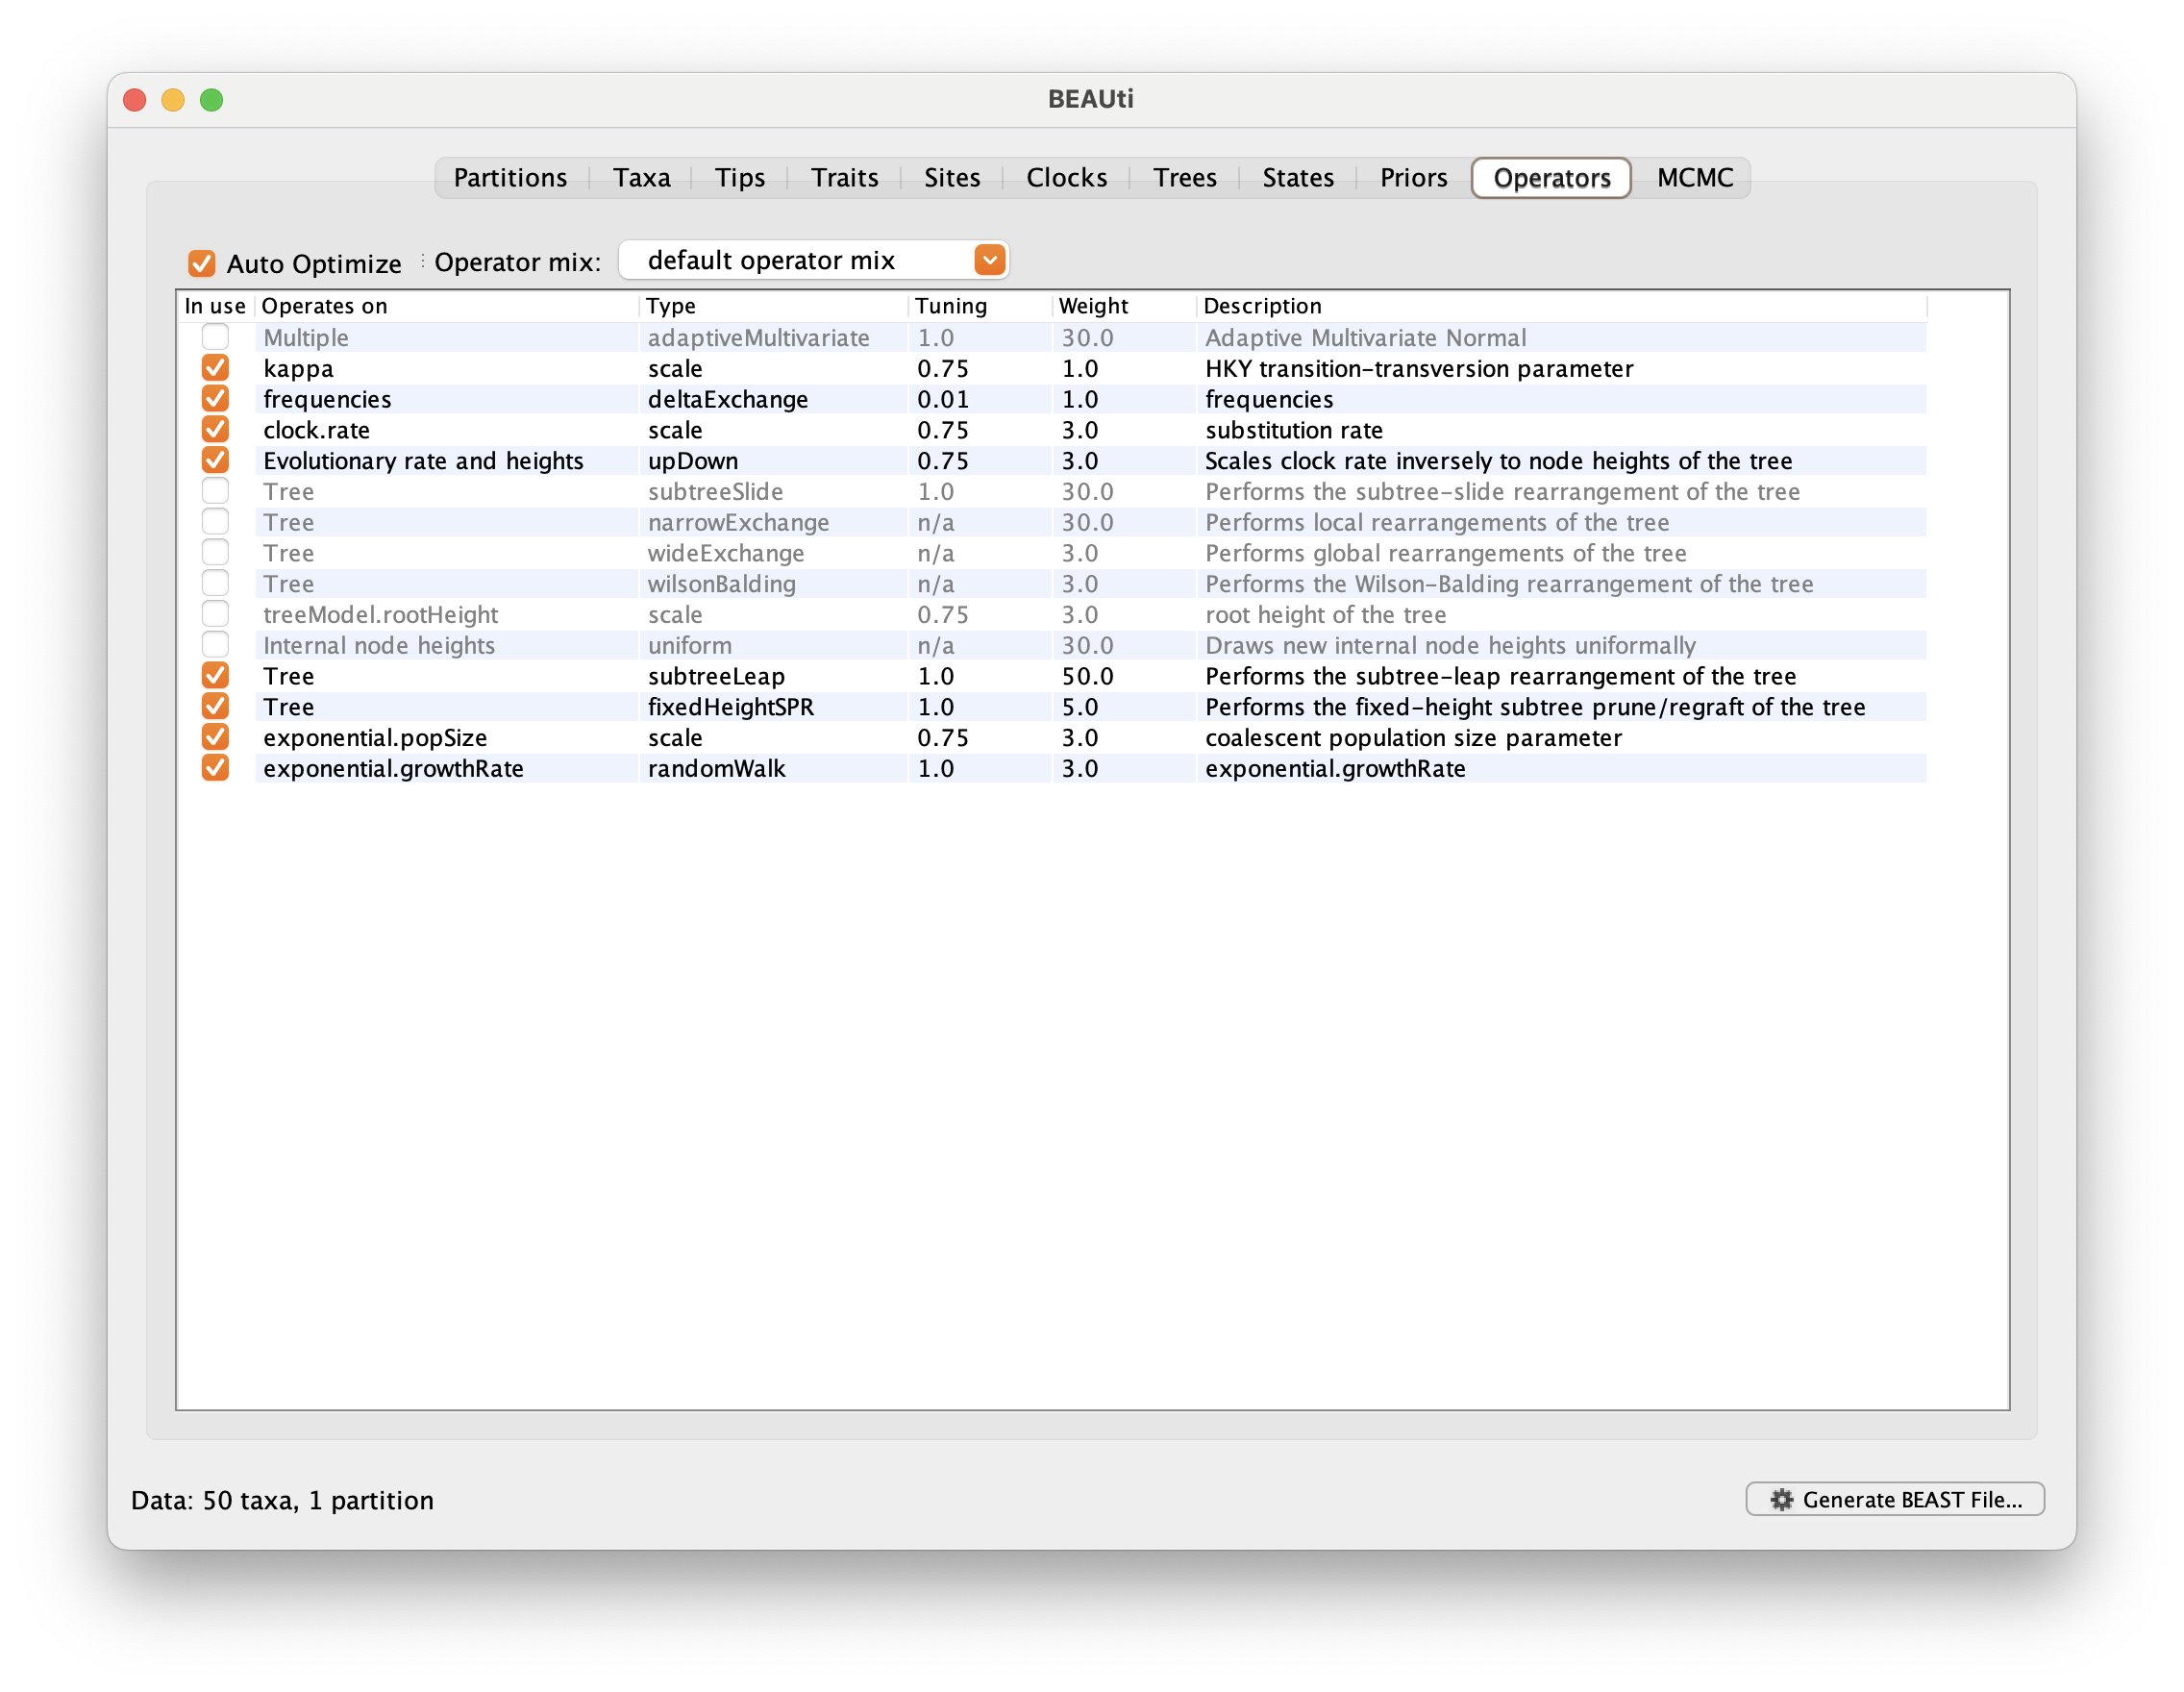 BEAUti
Partitions Taxa Tips Traits Sites Clocks Trees States Priors Operators MCMC
Auto Optimize Operator mix: default operator mix
In use Operates on Type Tuning Weight Description
Multiple adaptiveMultivariate 1.0 30.0 Adaptive Multivariate Normal
kappa scale 0.75 1.0 HKY transition-transversion parameter
frequencies deltaExchange 0.01 1.0 frequencies
clock.rate scale 0.75 3.0 substitution rate
Evolutionary rate and heights upDown 0.75 3.0 Scales clock rate inversely to node heights of the tree
Tree subtreeSlide 1.0 30.0 Performs the subtree-slide rearrangement of the tree
Tree narrowExchange n/a 30.0 Performs local rearrangements of the tree
Tree wideExchange n/a 3.0 Performs global rearrangements of the tree
Tree wilsonBalding n/a 3.0 Performs the Wilson-Balding rearrangement of the tree
treeModel.rootHeight scale 0.75 3.0 root height of the tree
Internal node heights uniform n/a 30.0 Draws new internal node heights uniformally
Tree subtreeLeap 1.0 50.0 Performs the subtree-leap rearrangement of the tree
Tree fixedHeightSPR 1.0 5.0 Performs the fixed-height subtree prune/regraft of the tree
exponential.popSize scale 0.75 3.0 coalescent population size parameter
exponential.growthRate randomWalk 1.0 3.0 exponential.growthRate
Data: 50 taxa, 1 partition
Generate BEAST File...